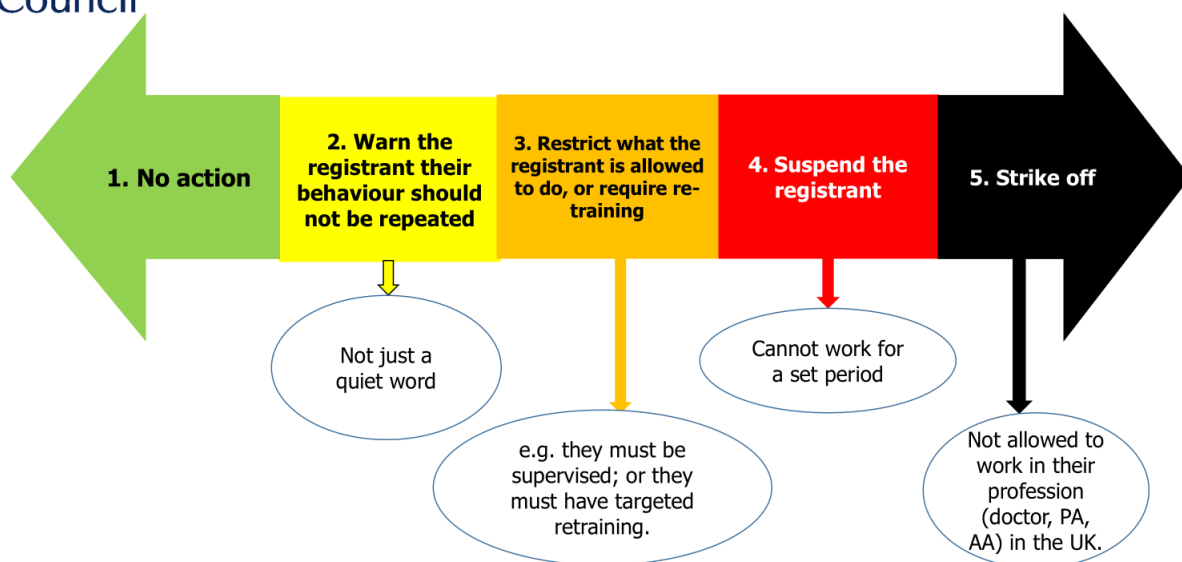 Council
1. No action
2. Warn the
registrant their
behaviour should
not be repeated
3. Restrict what the
registrant is allowed
to do, or require re-
training
4. Suspend the
registrant
5. Strike off
Not just a
quiet word
e.g. they must be
supervised; or they
must have targeted
retraining.
Cannot work for
a set period
Not allowed to
work in their
profession
(doctor, PA,
AA) in the UK.